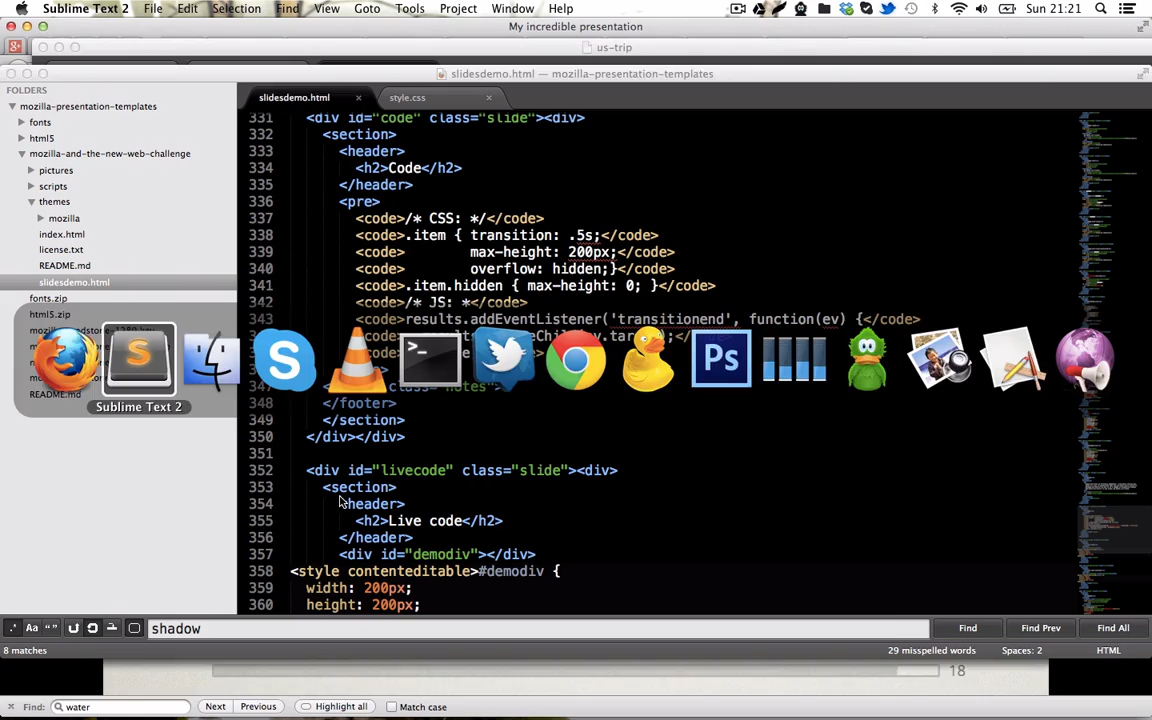 Sublime Text 2 File Edit Selection Find View Goto Tools Project Window Help Sun 21:21
My incredible presentation
us-trip
slidesdemo.html — mozilla-presentation-templates
FOLDERS
mozilla-presentation-templates
fonts
html5
mozilla-and-the-new-web-challenge
pictures
scripts
themes
mozilla
index.html
license.txt
README.md
slidesdemo.html
fonts.zip
html5.zip
README.md
slidesdemo.html
style.css
331 <div id="code" class="slide"><div>
332 <section>
333 <header>
334 <h2>Code</h2>
335 </header>
336 <pre>
337 <code>/* CSS: */</code>
338 <code>.item { transition: .5s;</code>
339 <code> max-height: 200px;</code>
340 <code> overflow: hidden;}</code>
341 <code>.item.hidden { max-height: 0; }</code>
342 <code>/* JS: *</code>
343 <code>results.addEventListener('transitionend', function(ev) {</code>
348 </footer>
349 </section>
350 </div></div>
351
352 <div id="livecode" class="slide"><div>
353 <section>
354 <header>
355 <h2>Live code</h2>
356 </header>
357 <div id="demodiv"></div>
358 <style contenteditable>#demodiv {
359 width: 200px;
360 height: 200px;
Ps
Sublime Text 2
.* Aa “” shadow Find Find Prev Find All
8 matches 29 misspelled words Spaces: 2 HTML
18
Find: water Next Previous Highlight all Match case